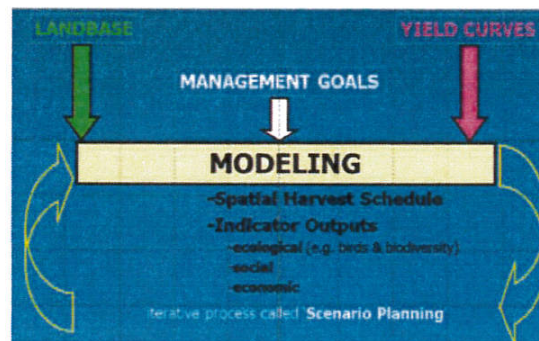 LANDBASE YIELD CURVES
MANAGEMENT GOALS
MODELING
-Spatial Harvest Schedule
-Indicator Outputs
-ecological (e.g. birds & biodiversity)
-social
-economic
iterative process called 'Scenario Planning